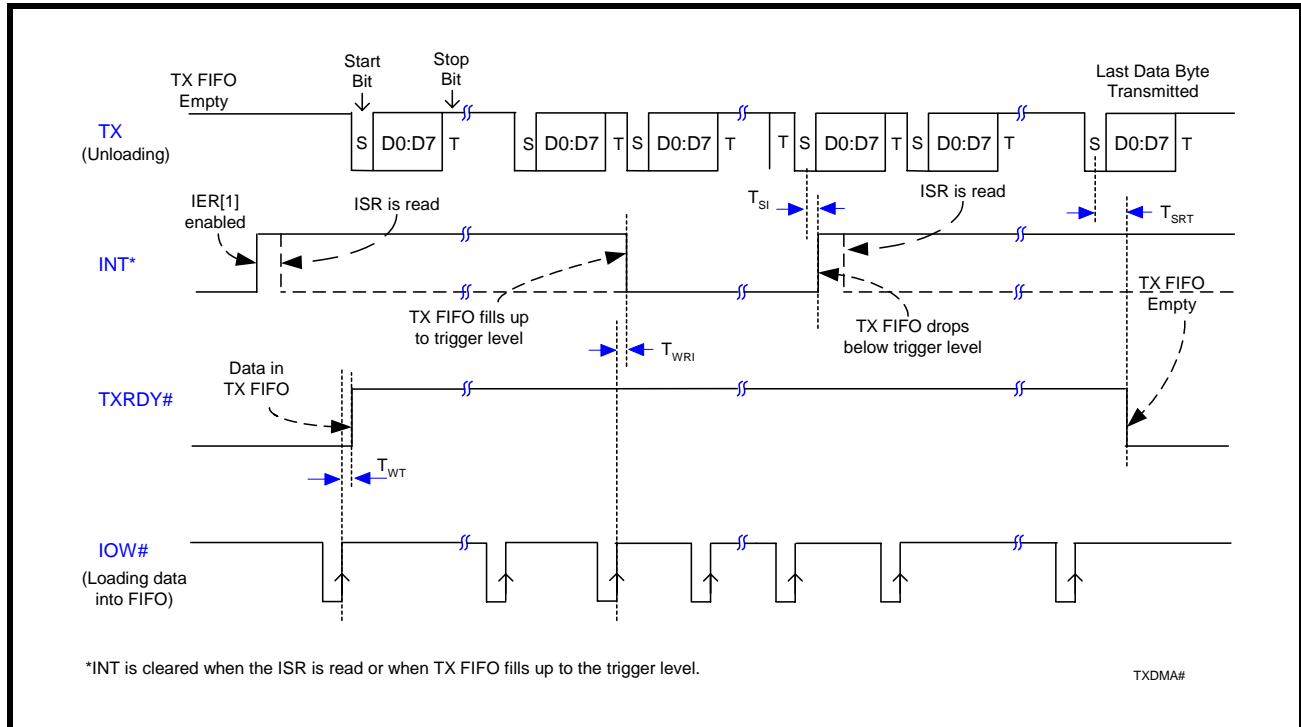 Start
Bit
Stop
Bit
TX FIFO
Empty
Last Data Byte
Transmitted
TX
(Unloading)
S D0:D7 T S D0:D7 T S D0:D7 T T S D0:D7 T S D0:D7 T S D0:D7 T
IER[1]
enabled
ISR is read
TSI
ISR is read
TSRT
INT*
TX FIFO fills up
to trigger level
TX FIFO drops
below trigger level
TX FIFO
Empty
TWRI
Data in
TX FIFO
TXRDY#
TWT
IOW#
(Loading data
into FIFO)
*INT is cleared when the ISR is read or when TX FIFO fills up to the trigger level.
TXDMA#